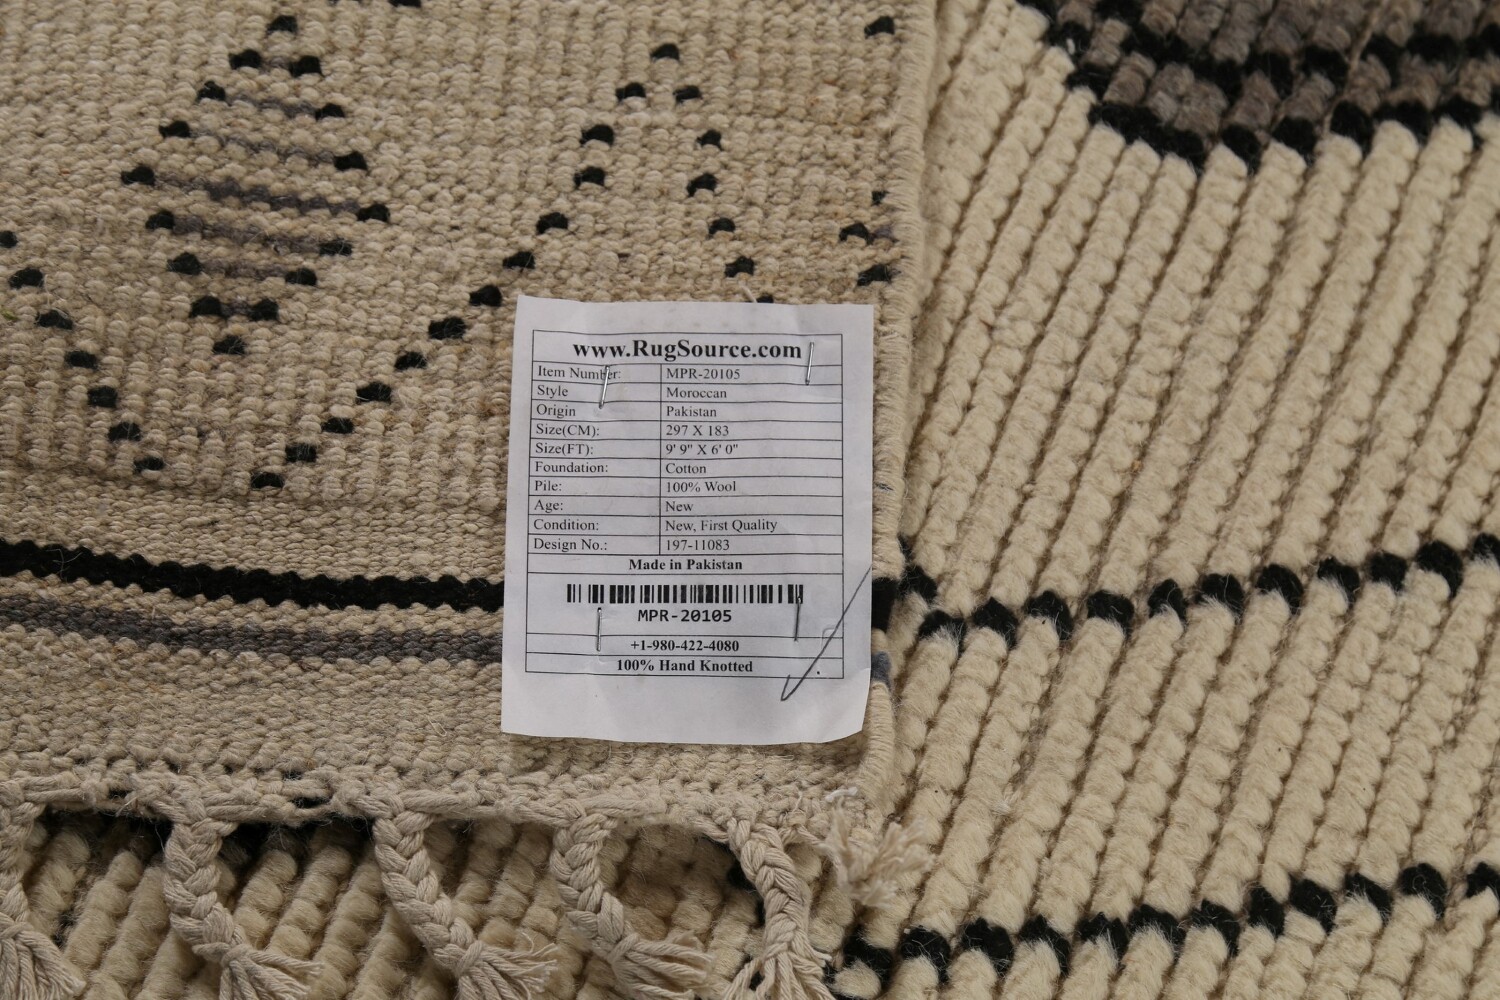 www.RugSource.com
Item Number: MPR-20105
Style Moroccan
Origin Pakistan
Size(CM): 297 X 183
Size(FT): 9' 9" X 6' 0"
Foundation: Cotton
Pile: 100% Wool
Age: New
Condition: New, First Quality
Design No.: 197-11083
Made in Pakistan
MPR-20105
+1-980-422-4080
100% Hand Knotted